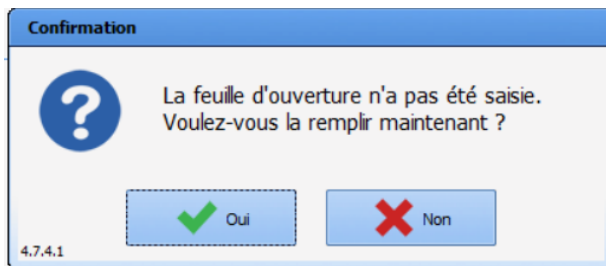 Confirmation
La feuille d'ouverture n'a pas été saisie.
Voulez-vous la remplir maintenant ?
Oui
Non
4.7.4.1